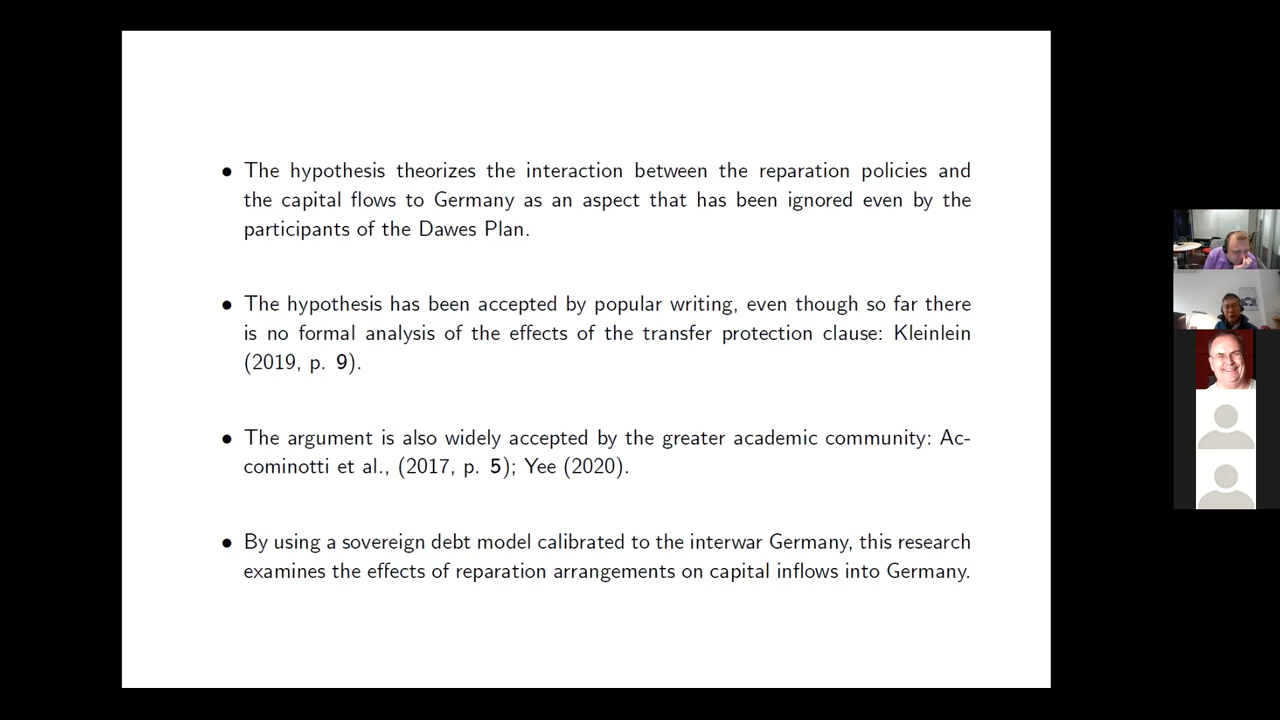 • The hypothesis theorizes the interaction between the reparation policies and
the capital flows to Germany as an aspect that has been ignored even by the
participants of the Dawes Plan.
• The hypothesis has been accepted by popular writing, even though so far there
is no formal analysis of the effects of the transfer protection clause: Kleinlein
(2019, p. 9).
• The argument is also widely accepted by the greater academic community: Ac-
cominotti et al., (2017, p. 5); Yee (2020).
• By using a sovereign debt model calibrated to the interwar Germany, this research
examines the effects of reparation arrangements on capital inflows into Germany.